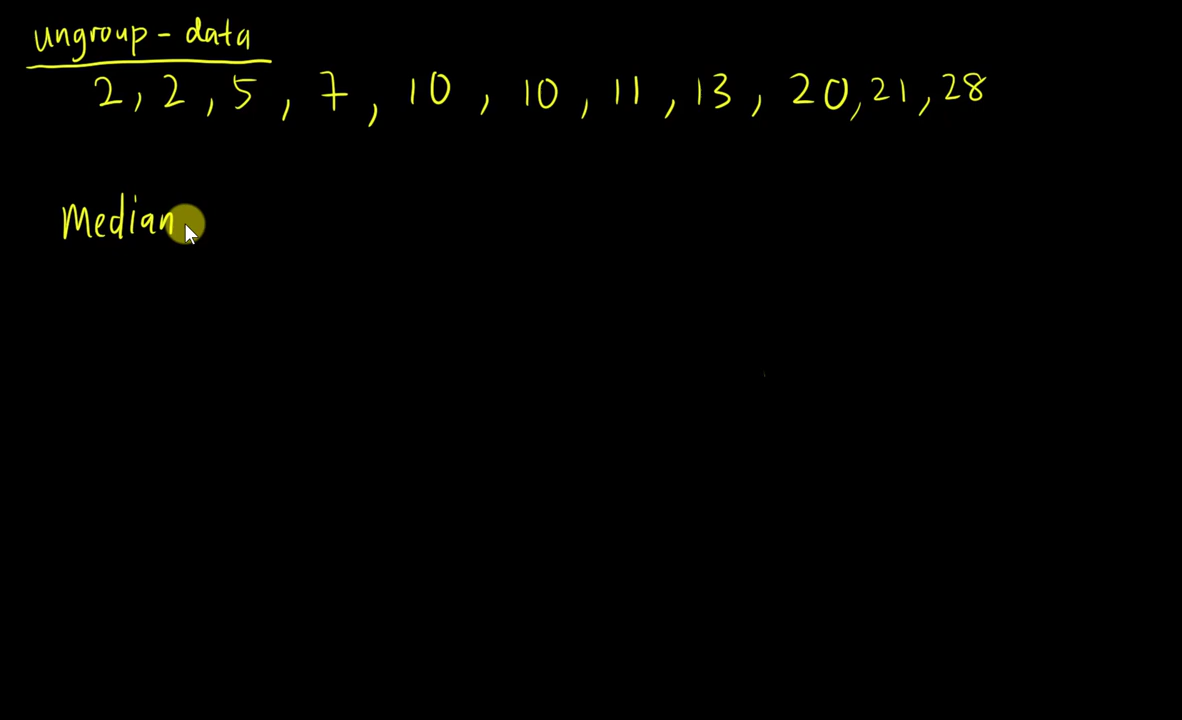 ungroup - data
2, 2, 5, 7, 10, 10, 11, 13, 20, 21, 28
Median